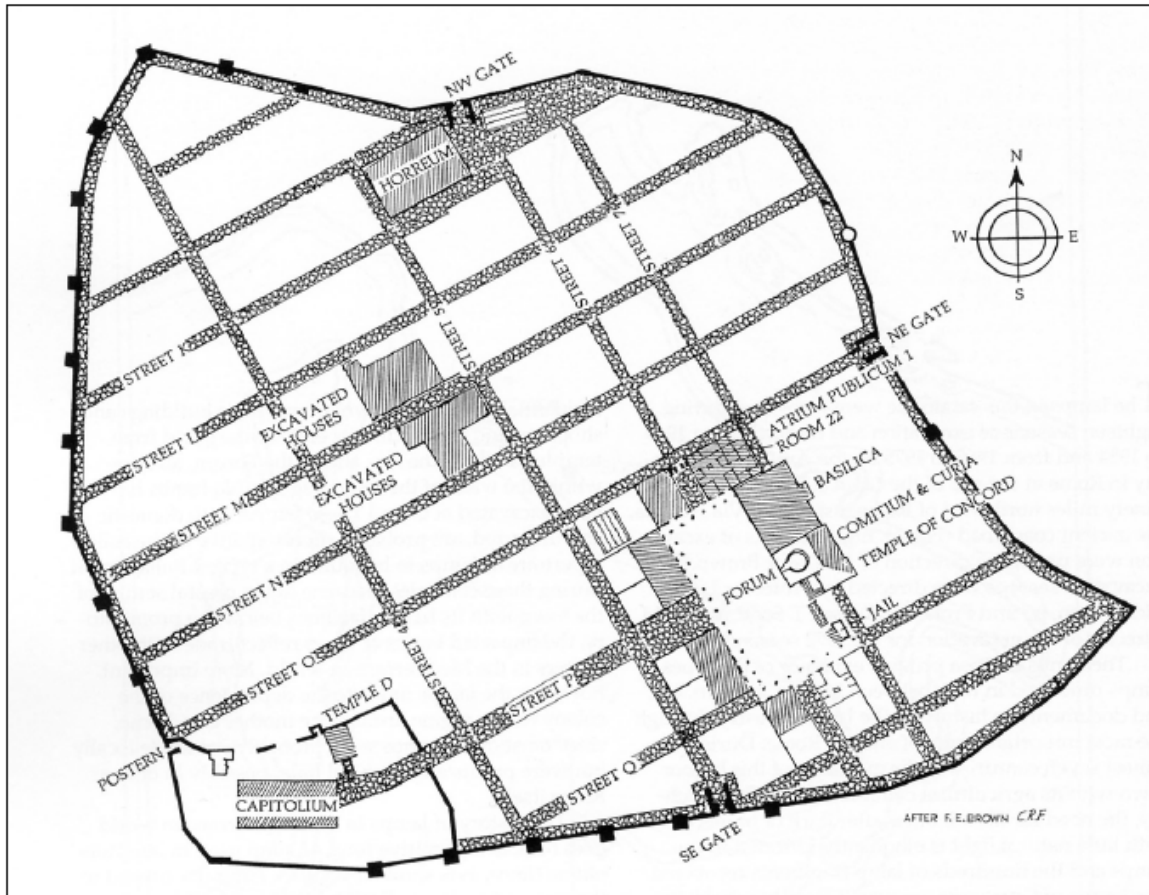 NW GATE
HORREUM
N
W
E
S
STREET 7
STREET 6
STREET 5
STREET K
STREET L
STREET M
STREET N
STREET O
STREET P
STREET Q
STREET 4
EXCAVATED
HOUSES
EXCAVATED
HOUSES
NE GATE
ATRIUM PUBLICUM 1
ROOM 22
BASILICA
COMITIUM & CURIA
TEMPLE OF CONCORD
FORUM
JAIL
TEMPLE D
POSTERN
CAPITOLIUM
SE GATE
AFTER F. E. BROWN C.R.F.